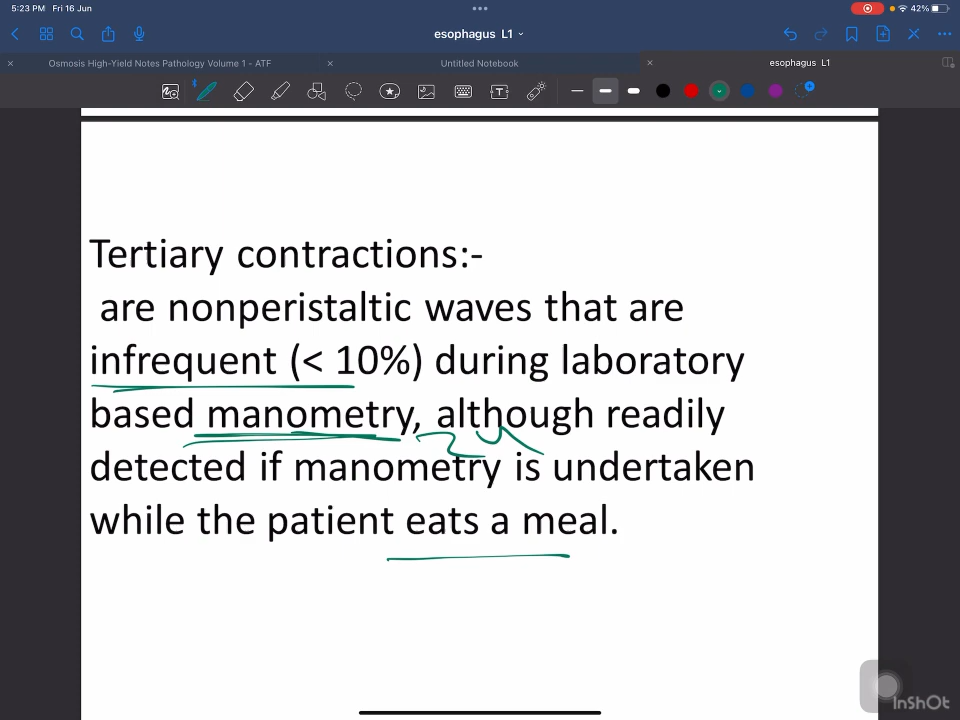 5:23 PM Fri 16 Jun
42%
esophagus L1
Osmosis High-Yield Notes Pathology Volume 1 - ATF
Untitled Notebook
esophagus L1
Tertiary contractions:-
are nonperistaltic waves that are
infrequent (< 10%) during laboratory
based manometry, although readily
detected if manometry is undertaken
while the patient eats a meal.
24
InShOt